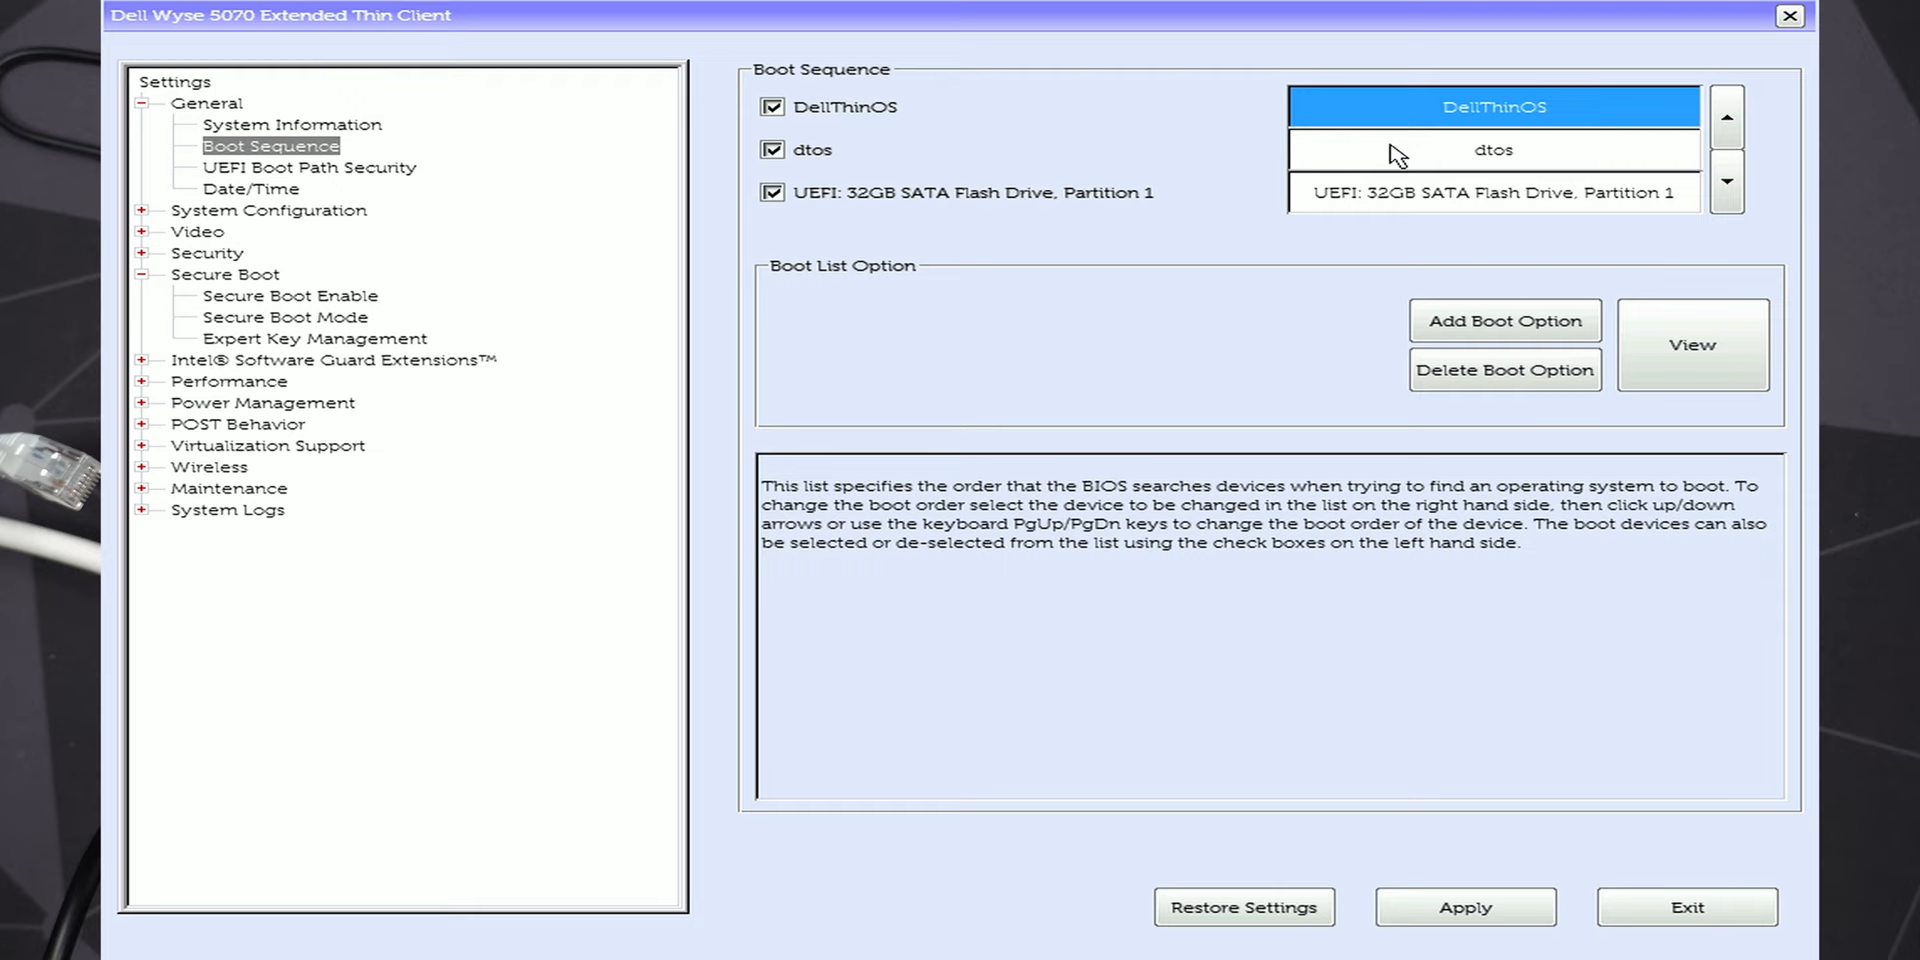 Dell Wyse 5070 Extended Thin Client
Settings
General
System Information
Boot Sequence
UEFI Boot Path Security
Date/Time
System Configuration
Video
Security
Secure Boot
Secure Boot Enable
Secure Boot Mode
Expert Key Management
Intel® Software Guard Extensions™
Performance
Power Management
POST Behavior
Virtualization Support
Wireless
Maintenance
System Logs
Boot Sequence
DellThinOS
dtos
UEFI: 32GB SATA Flash Drive, Partition 1
DellThinOS
dtos
UEFI: 32GB SATA Flash Drive, Partition 1
Boot List Option
Add Boot Option
Delete Boot Option
View
This list specifies the order that the BIOS searches devices when trying to find an operating system to boot. To
change the boot order select the device to be changed in the list on the right hand side, then click up/down
arrows or use the keyboard PgUp/PgDn keys to change the boot order of the device. The boot devices can also
be selected or de-selected from the list using the check boxes on the left hand side.
Restore Settings
Apply
Exit